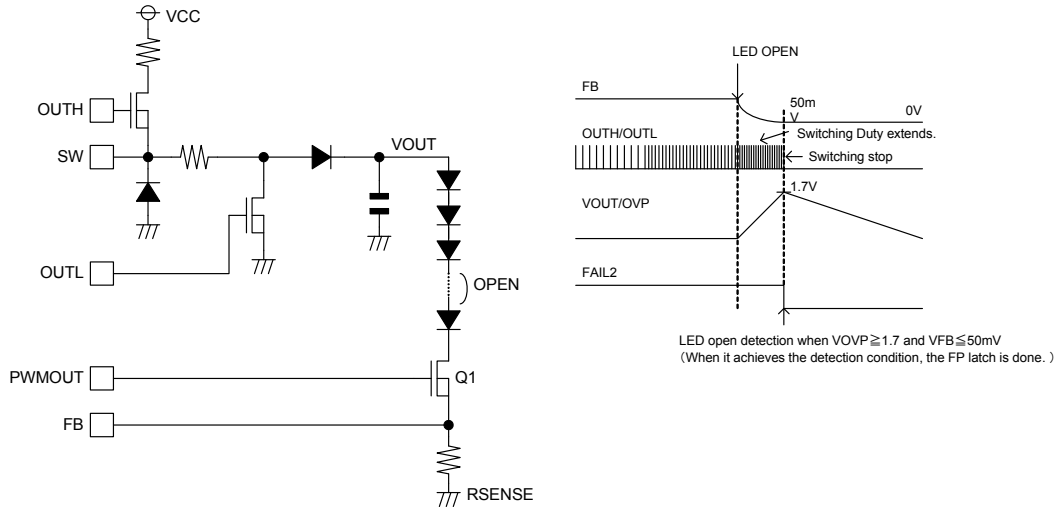 VCC
OUTH
SW
VOUT
OUTL
OPEN
PWMOUT
Q1
FB
RSENSE
LED OPEN
FB
50m
V
0V
OUTH/OUTL
Switching Duty extends.
Switching stop
1.7V
VOUT/OVP
FAIL2
LED open detection when VOVP≧1.7 and VFB≦50mV
(When it achieves the detection condition, the FP latch is done. )